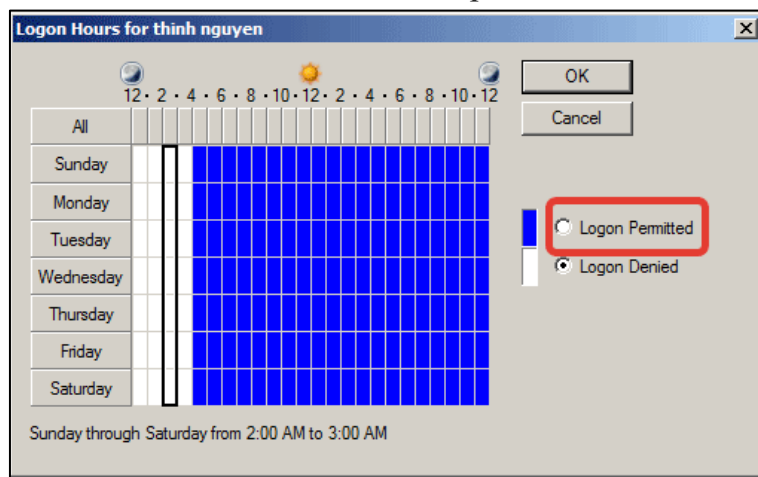 Logon Hours for thinh nguyen
12 · 2 · 4 · 6 · 8 · 10 · 12 · 2 · 4 · 6 · 8 · 10 · 12
OK
Cancel
All
Sunday
Monday
Tuesday
Wednesday
Thursday
Friday
Saturday
Logon Permitted
Logon Denied
Sunday through Saturday from 2:00 AM to 3:00 AM